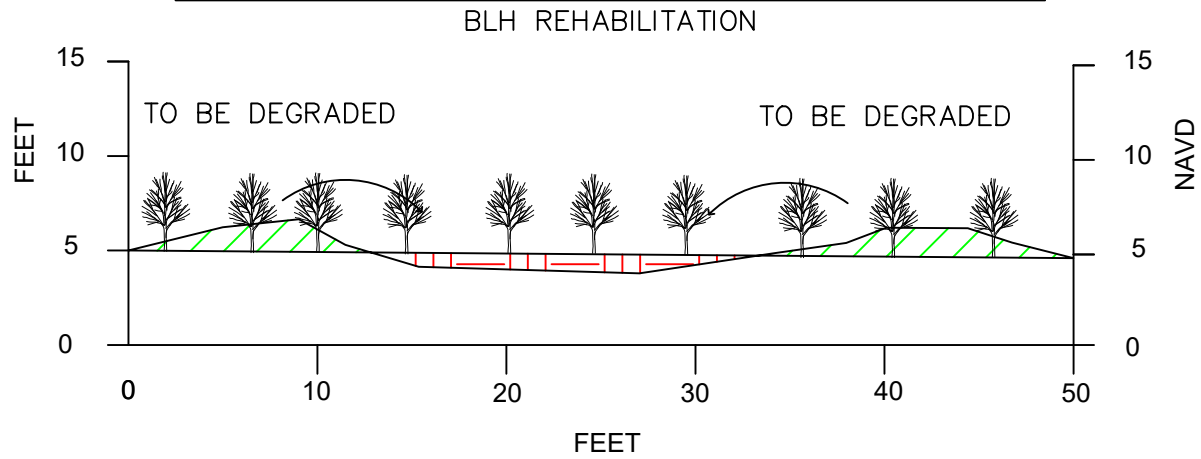 BLH REHABILITATION
15 15
TO BE DEGRADED TO BE DEGRADED
FEET NAVD
10 10
5 5
0 0
0 10 20 30 40 50
FEET